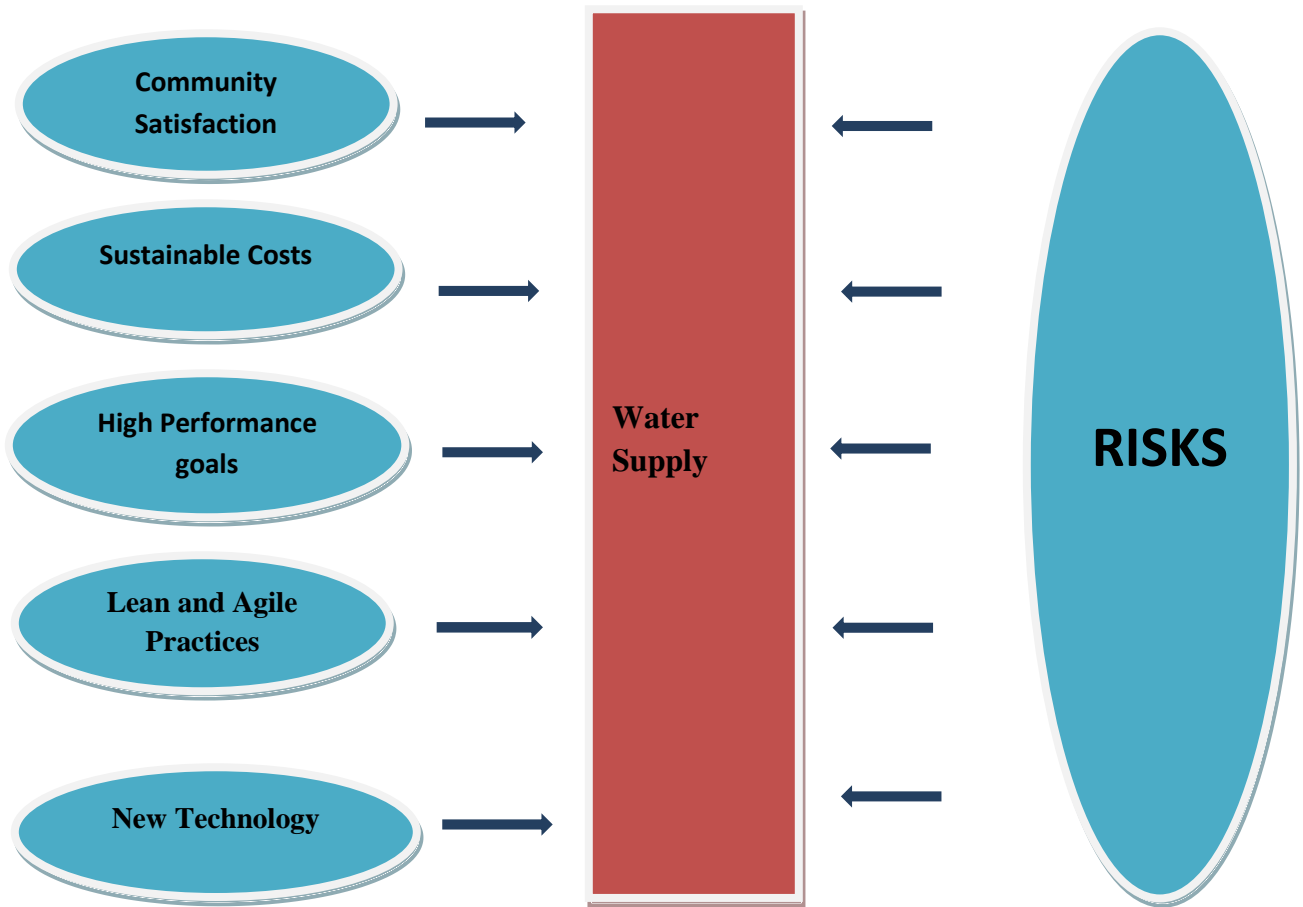 Community
Satisfaction
Sustainable Costs
High Performance
goals
Lean and Agile
Practices
New Technology
Water
Supply
RISKS